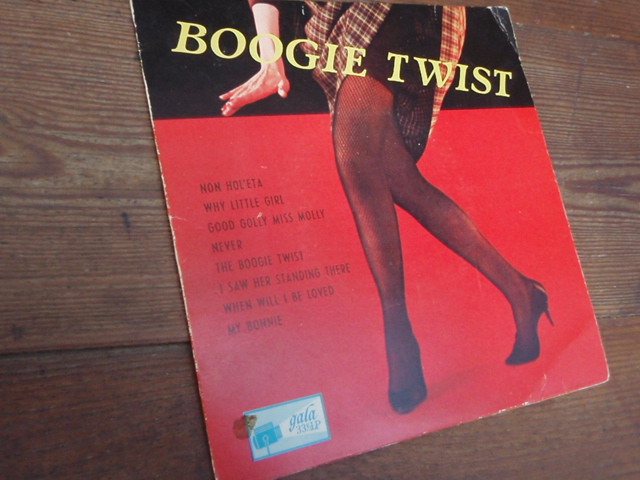 BOOGIE TWIST
NON HOL'ETA
WHY LITTLE GIRL
GOOD GOLLY MISS MOLLY
NEVER
THE BOOGIE TWIST
I SAW HER STANDING THERE
WHEN WILL I BE LOVED
MY BONNIE
gala
33⅓LP